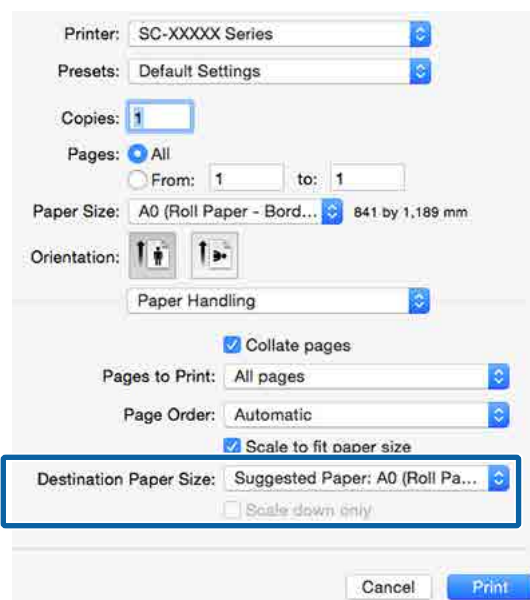 Printer: SC-XXXXX Series
Presets: Default Settings
Copies: 1
Pages: All
From: 1 to: 1
Paper Size: A0 (Roll Paper - Bord... 841 by 1,189 mm
Orientation:
Paper Handling
Collate pages
Pages to Print: All pages
Page Order: Automatic
Scale to fit paper size
Destination Paper Size: Suggested Paper: A0 (Roll Pa...
Scale down only
Cancel Print